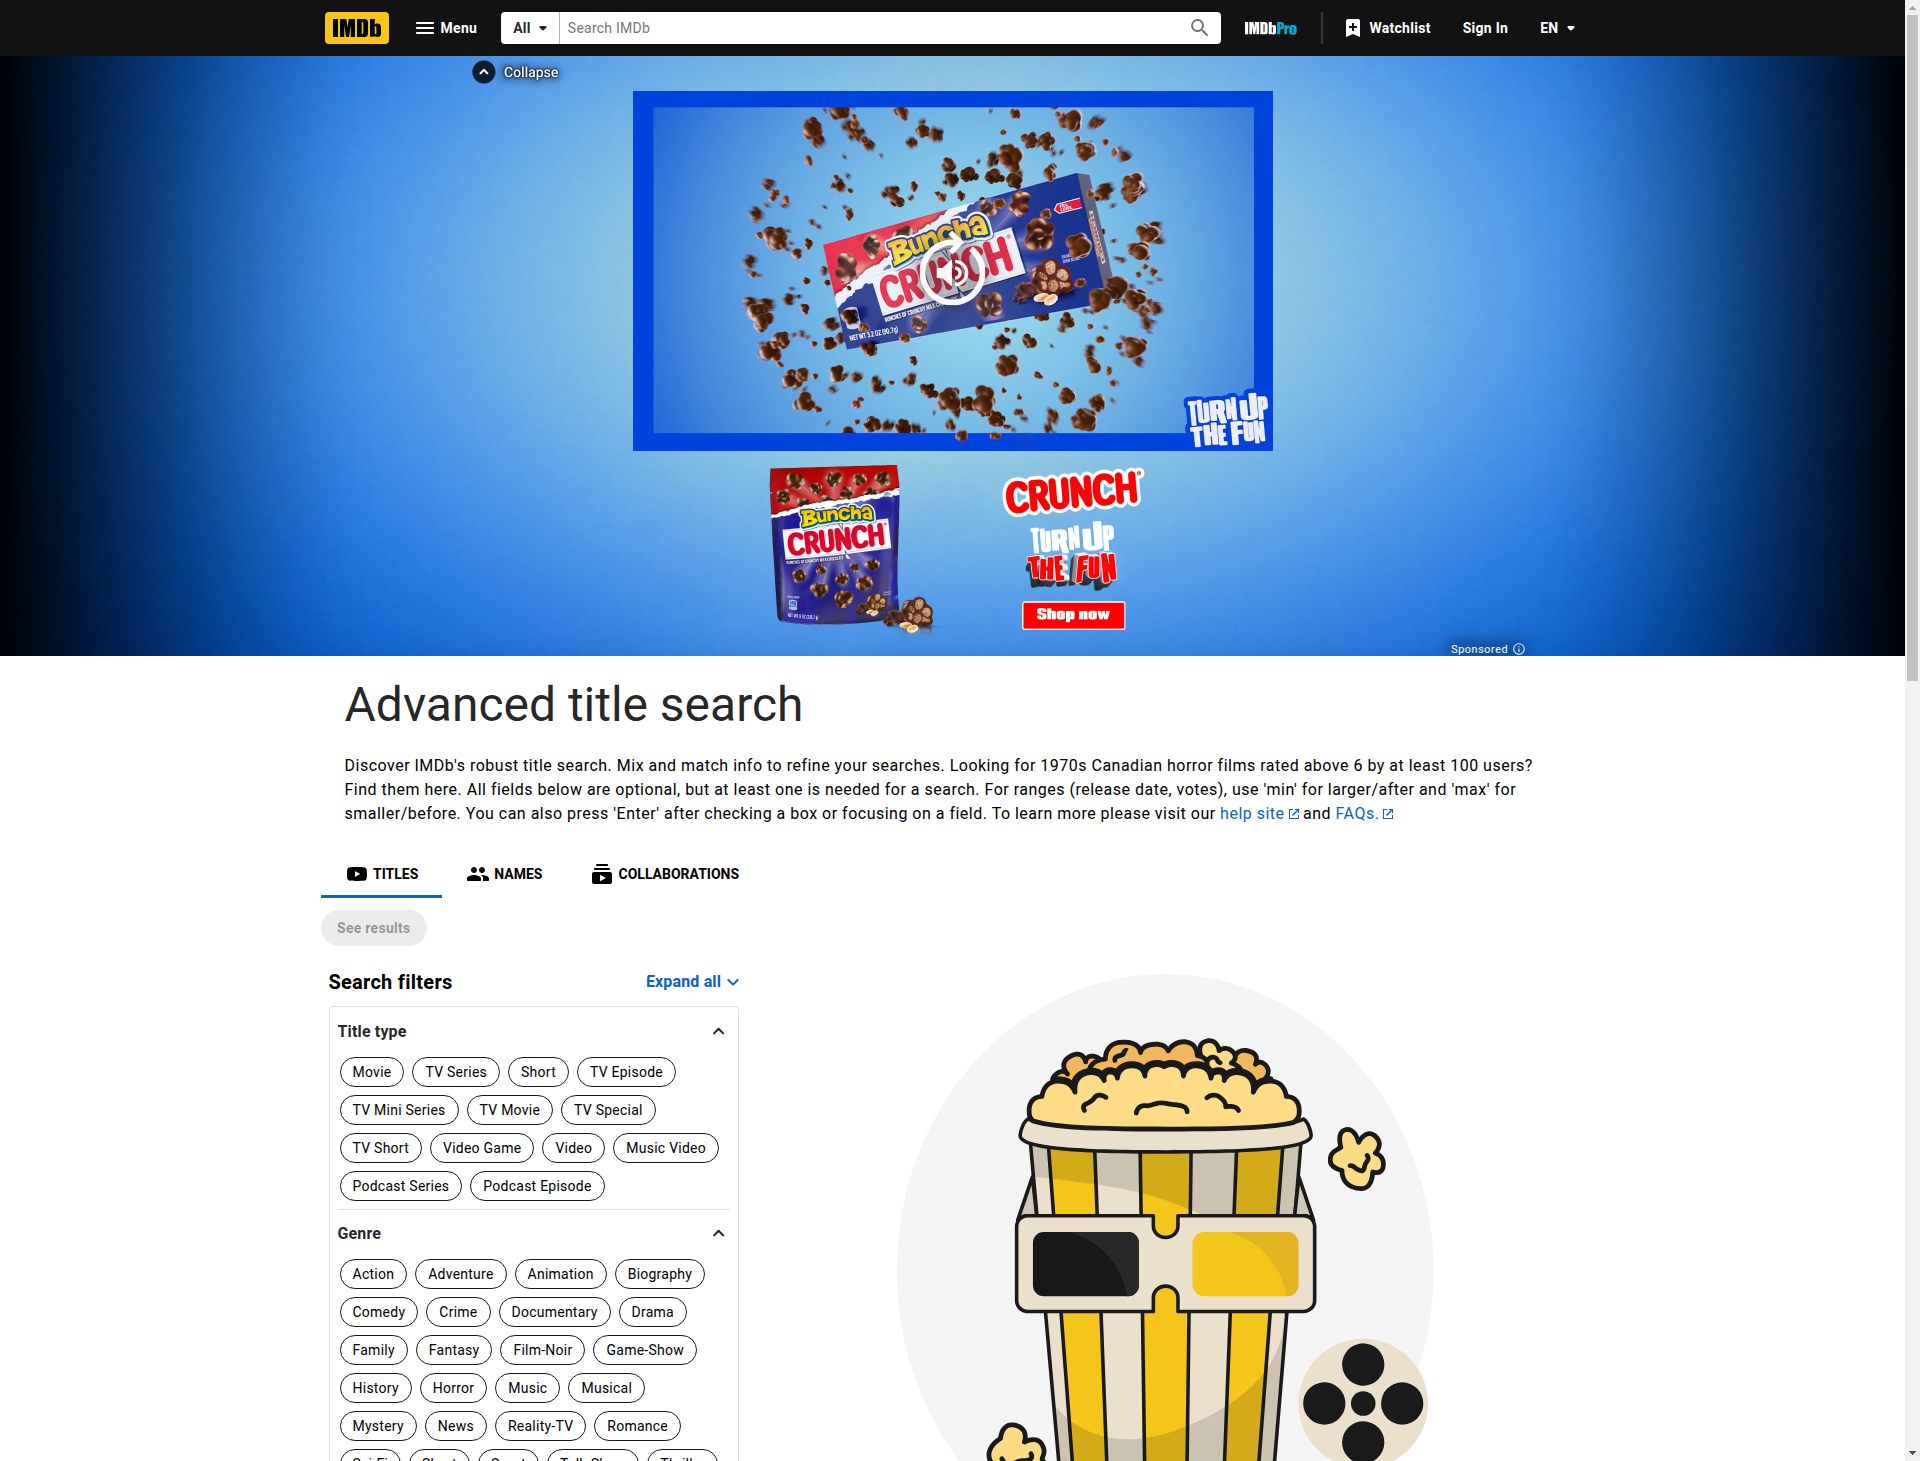 IMDb Menu All Search IMDb IMDbPro Watchlist Sign In EN
Collapse
Buncha
CRUNCH
NET WT 3.2 OZ (90.7g)
TURN UP
THE FUN
Buncha
CRUNCH
CRUNCH
TURN UP
THE FUN
Shop now
Sponsored
Advanced title search
Discover IMDb's robust title search. Mix and match info to refine your searches. Looking for 1970s Canadian horror films rated above 6 by at least 100 users?
Find them here. All fields below are optional, but at least one is needed for a search. For ranges (release date, votes), use 'min' for larger/after and 'max' for
smaller/before. You can also press 'Enter' after checking a box or focusing on a field. To learn more please visit our help site and FAQs.
TITLES NAMES COLLABORATIONS
See results
Search filters Expand all
Title type
Movie TV Series Short TV Episode
TV Mini Series TV Movie TV Special
TV Short Video Game Video Music Video
Podcast Series Podcast Episode
Genre
Action Adventure Animation Biography
Comedy Crime Documentary Drama
Family Fantasy Film-Noir Game-Show
History Horror Music Musical
Mystery News Reality-TV Romance